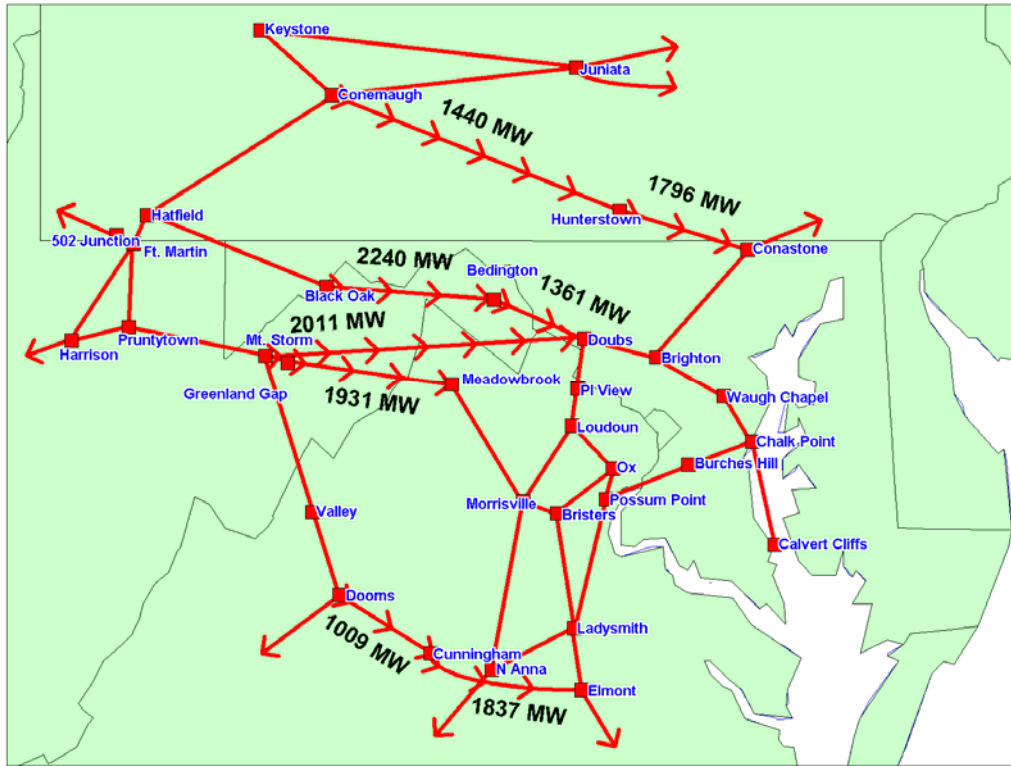 Keystone
Juniata
Conemaugh
1440 MW
1796 MW
Hatfield
Hunterstown
502 Junction
Ft. Martin
Conastone
2240 MW
Bedington
Black Oak
1361 MW
2011 MW
Pruntytown
Mt. Storm
Doubs
Harrison
Brighton
Greenland Gap
Meadowbrook
Pl View
1931 MW
Waugh Chapel
Loudoun
Chalk Point
Ox
Burches Hill
Morrisville
Possum Point
Valley
Bristers
Calvert Cliffs
Dooms
Ladysmith
1009 MW
Cunningham
N Anna
Elmont
1837 MW